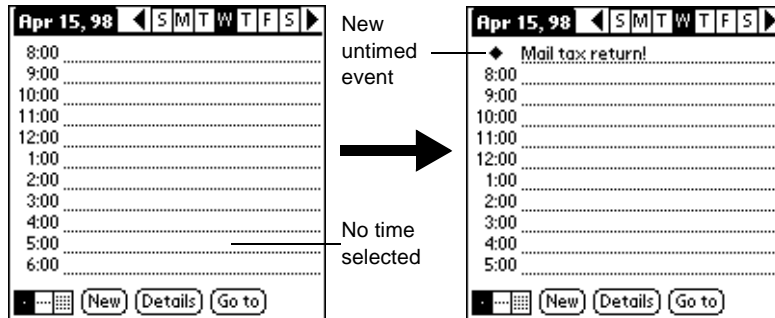 Apr 15, 98 S M T W T F S
8:00
9:00
10:00
11:00
12:00
1:00
2:00
3:00
4:00
5:00
6:00
New Details Go to
New
untimed
event
No time
selected
Apr 15, 98 S M T W T F S
Mail tax return!
8:00
9:00
10:00
11:00
12:00
1:00
2:00
3:00
4:00
5:00
New Details Go to